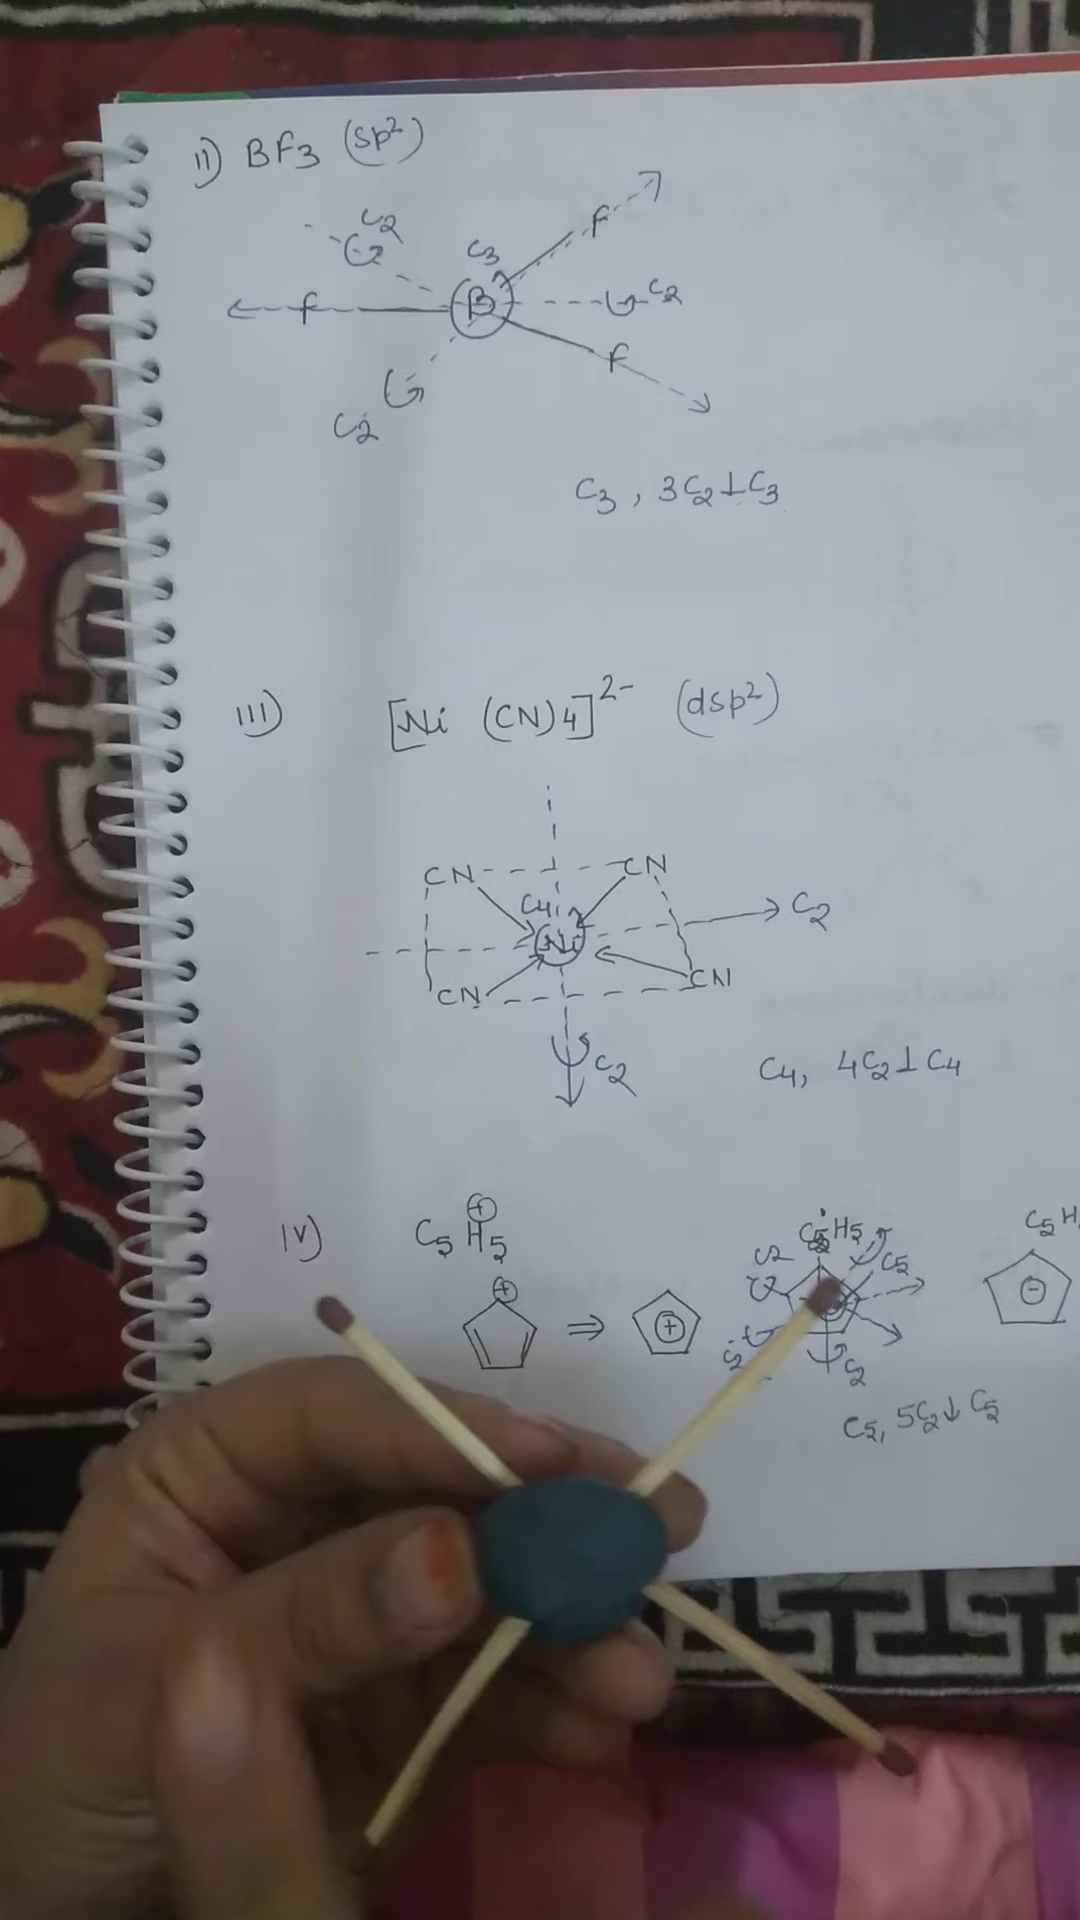 II) BF3 (sp²)
C2
C3
F
B
C2
F
F
C2
C3 , 3C2⊥C3
III) [Ni (CN)4]²⁻ (dsp²)
CN
CN
C4
Ni
C2
CN
CN
C2
C4, 4C2⊥C4
IV) C5H5⊕
⊕
⇒
⊕
C5H5
C2
C5
C2
C2
C5, 5C2⊥C5
C5H
⊖